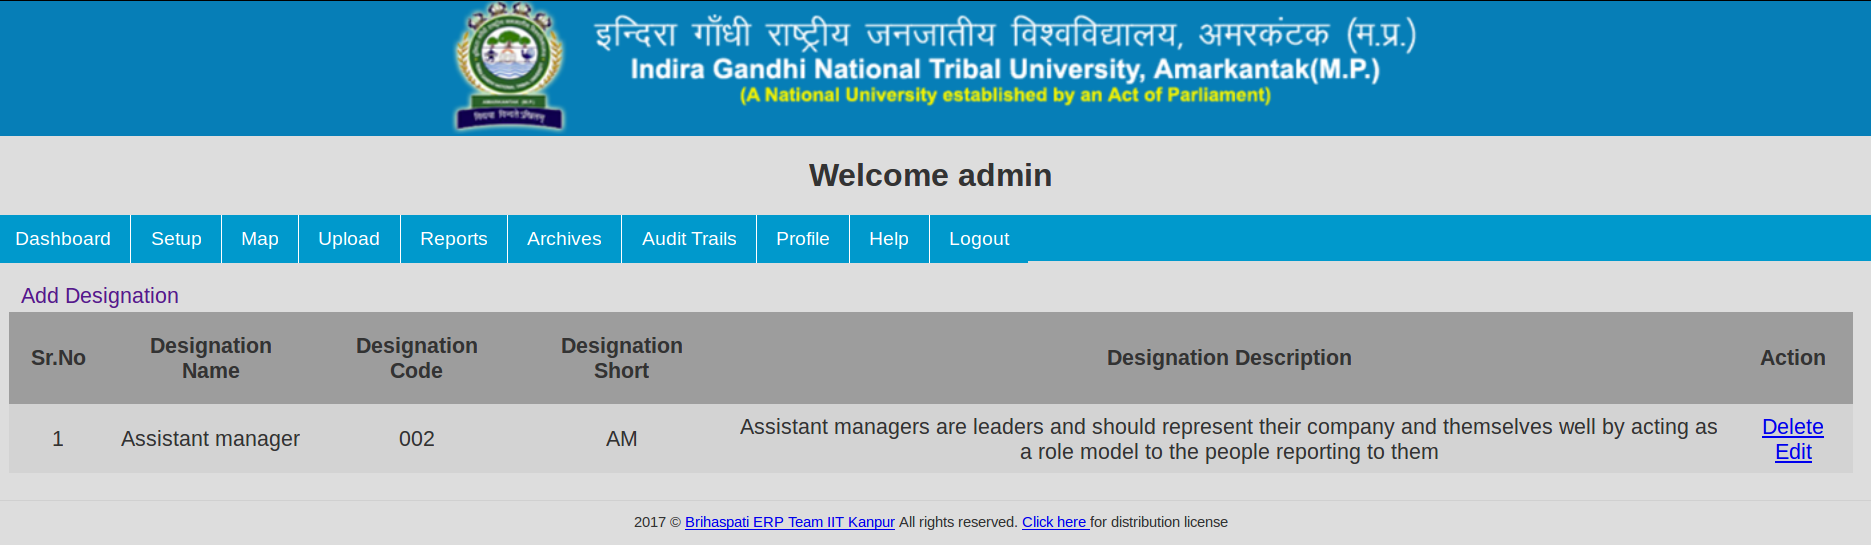 इन्दिरा गाँधी राष्ट्रीय जनजातीय विश्वविद्यालय, अमरकंटक (म.प्र.)
Indira Gandhi National Tribal University, Amarkantak(M.P.)
(A National University established by an Act of Parliament)
AMARKANTAK (M.P.)
Welcome admin
Dashboard Setup Map Upload Reports Archives Audit Trails Profile Help Logout
Add Designation
Sr.No Designation Name Designation Code Designation Short Designation Description Action
1 Assistant manager 002 AM Assistant managers are leaders and should represent their company and themselves well by acting as
a role model to the people reporting to them
Delete
Edit
2017 © Brihaspati ERP Team IIT Kanpur All rights reserved. Click here for distribution license